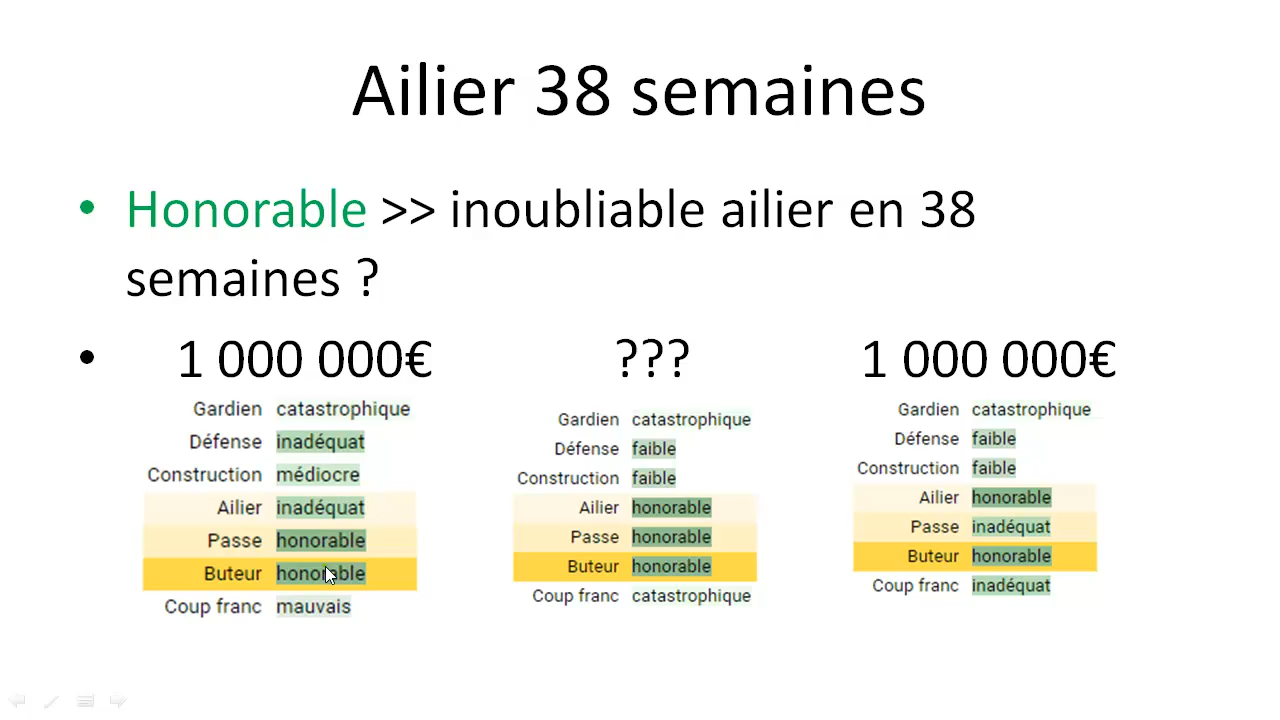 Ailier 38 semaines
• Honorable >> inoubliable ailier en 38
semaines ?
• 1 000 000€ ??? 1 000 000€
Gardien catastrophique
Défense inadéquat
Construction médiocre
Ailier inadéquat
Passe honorable
Buteur honorable
Coup franc mauvais
Gardien catastrophique
Défense faible
Construction faible
Ailier honorable
Passe honorable
Buteur honorable
Coup franc catastrophique
Gardien catastrophique
Défense faible
Construction faible
Ailier honorable
Passe inadéquat
Buteur honorable
Coup franc inadéquat